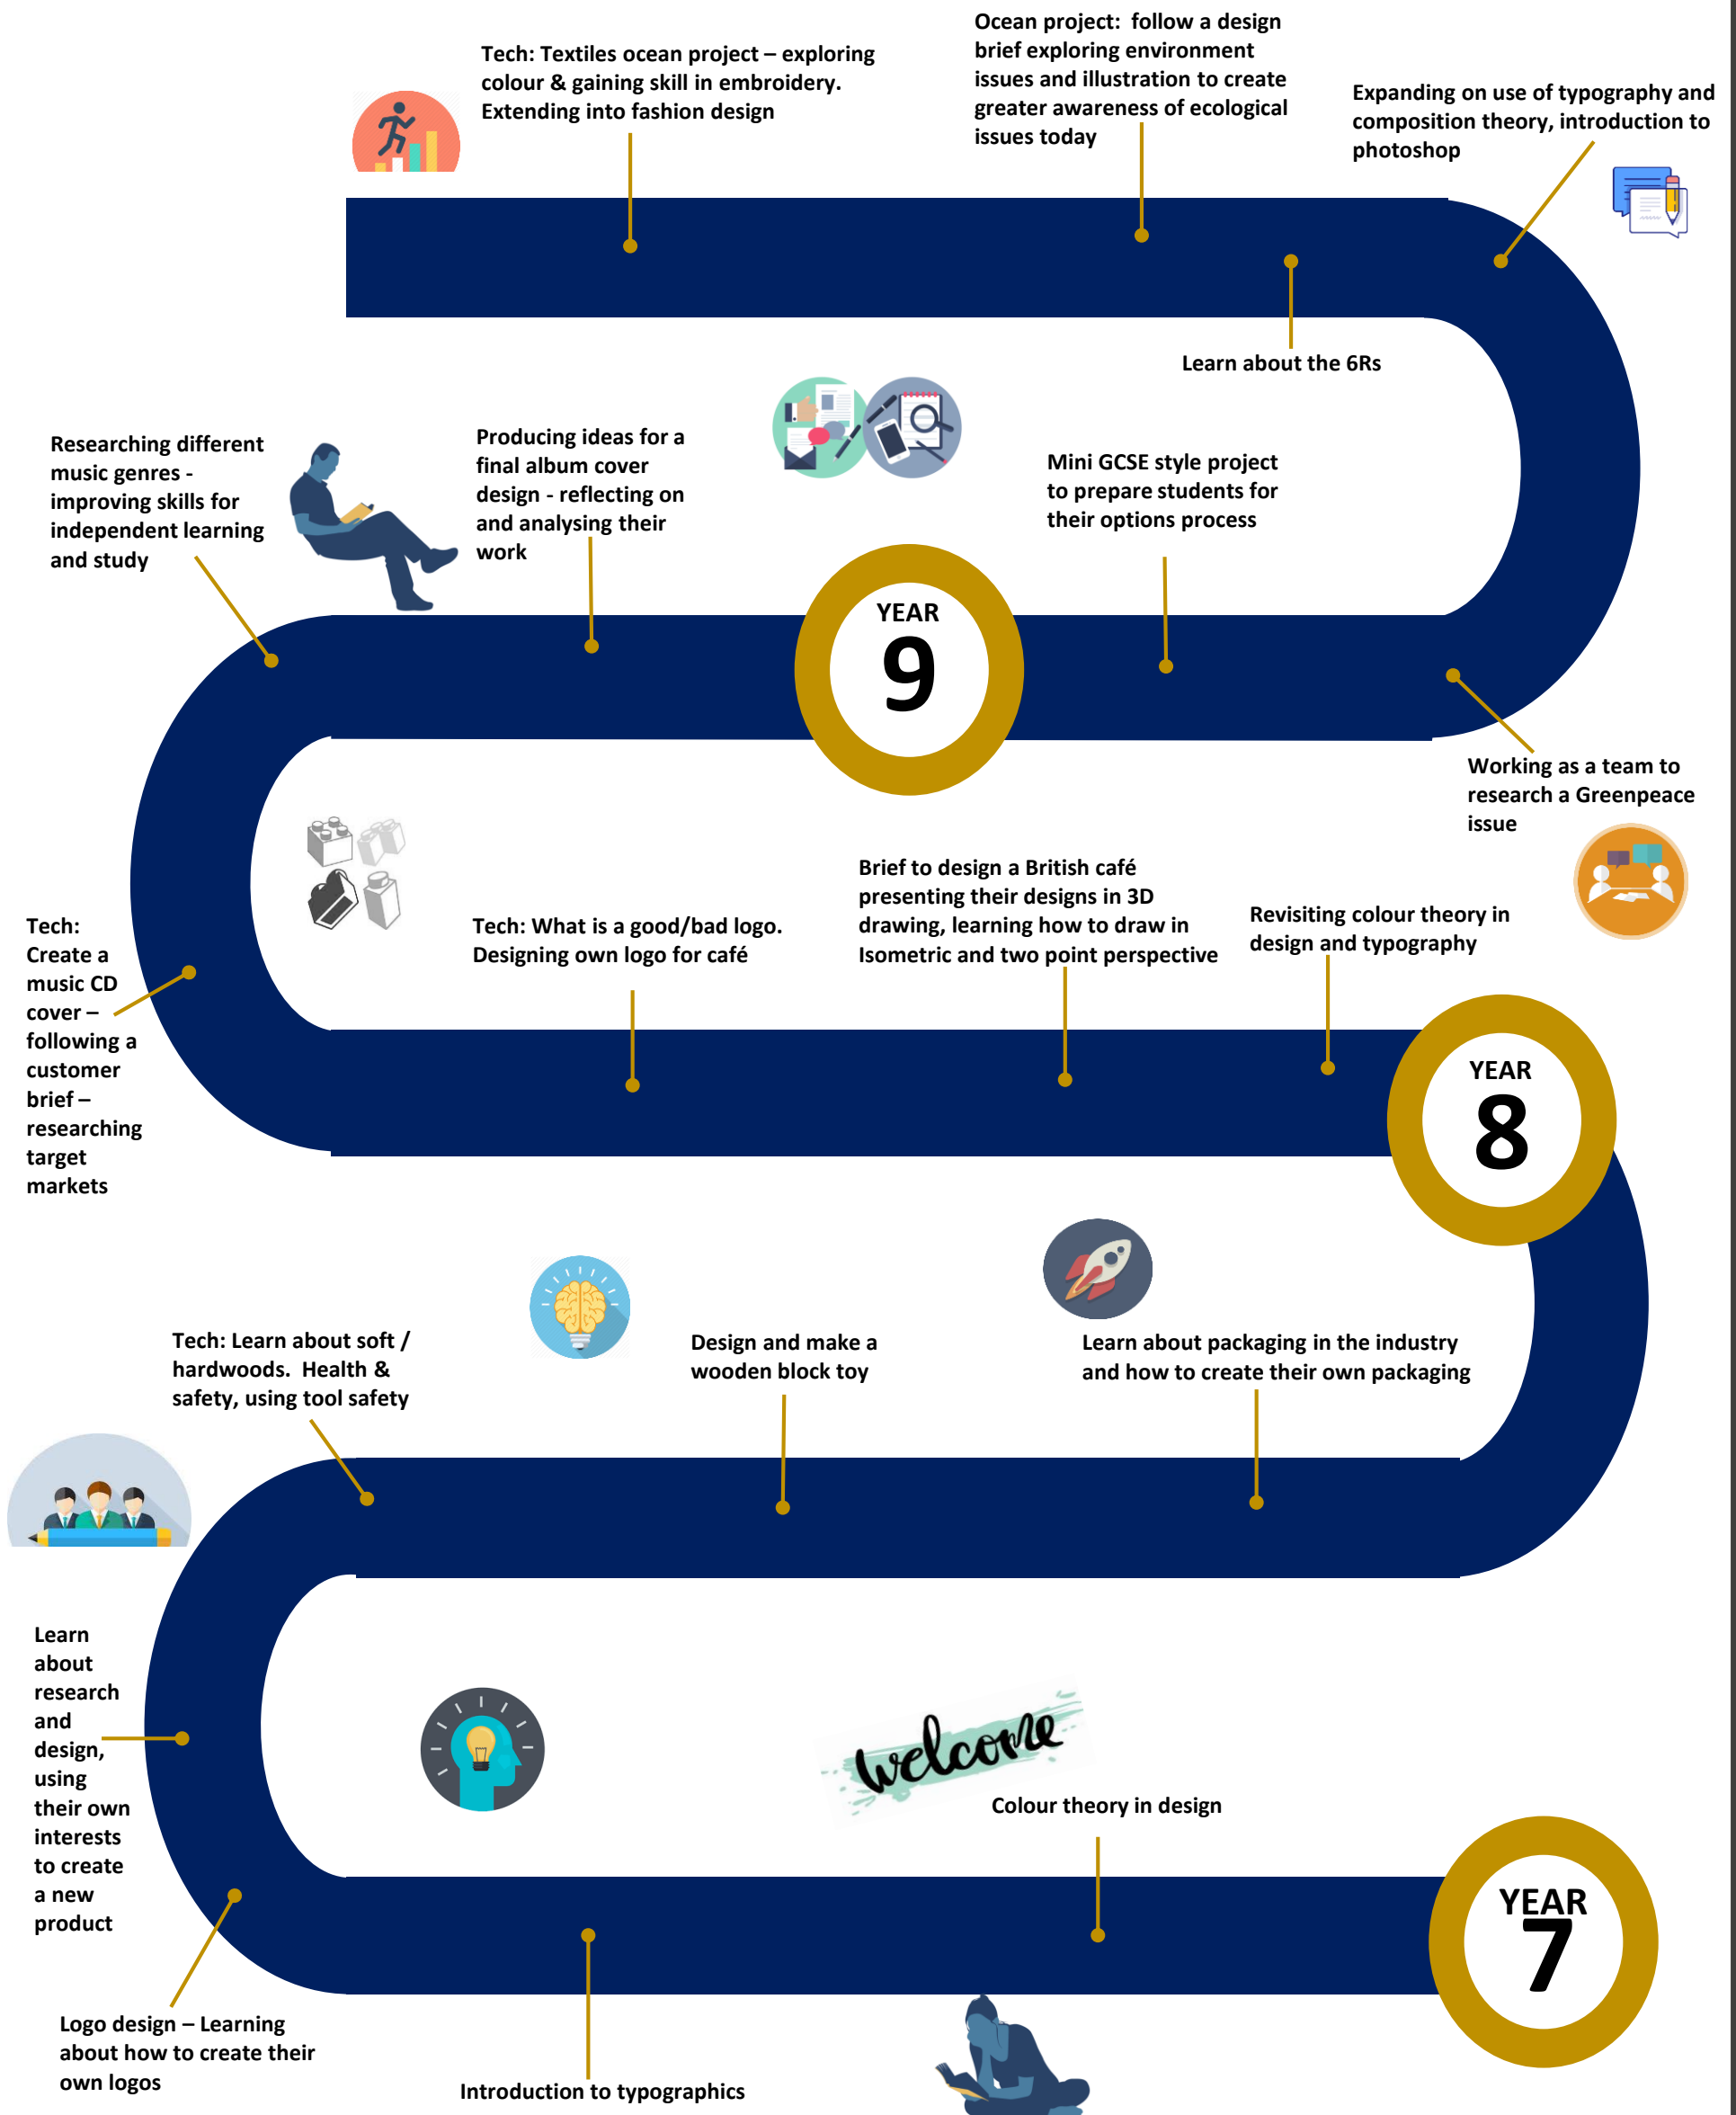 Ocean project:  follow a design
brief exploring environment
issues and illustration to create
greater awareness of ecological
issues today
Tech: Textiles ocean project – exploring
colour & gaining skill in embroidery.
Extending into fashion design
Expanding on use of typography and
composition theory, introduction to
photoshop
Learn about the 6Rs
Researching different
music genres -
improving skills for
independent learning
and study
Producing ideas for a
final album cover
design - reflecting on
and analysing their
work
Mini GCSE style project
to prepare students for
their options process
YEAR
9
Working as a team to
research a Greenpeace
issue
Tech:
Create a
music CD
cover –
following a
customer
brief –
researching
target
markets
Tech: What is a good/bad logo.
Designing own logo for café
Brief to design a British café
presenting their designs in 3D
drawing, learning how to draw in
Isometric and two point perspective
Revisiting colour theory in
design and typography
YEAR
8
Tech: Learn about soft /
hardwoods.  Health &
safety, using tool safety
Design and make a
wooden block toy
Learn about packaging in the industry
and how to create their own packaging
Learn
about
research
and
design,
using
their own
interests
to create
a new
product
welcome
Colour theory in design
YEAR
7
Logo design – Learning
about how to create their
own logos
Introduction to typographics